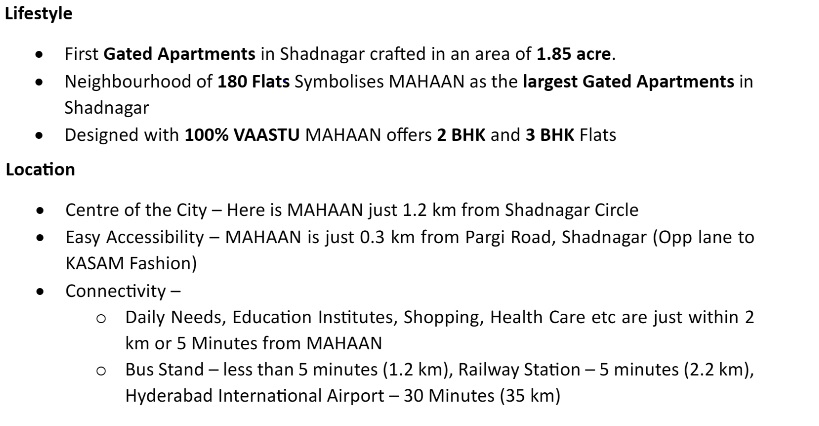 Lifestyle
• First Gated Apartments in Shadnagar crafted in an area of 1.85 acre.
• Neighbourhood of 180 Flats Symbolises MAHAAN as the largest Gated Apartments in
Shadnagar
• Designed with 100% VAASTU MAHAAN offers 2 BHK and 3 BHK Flats
Location
• Centre of the City – Here is MAHAAN just 1.2 km from Shadnagar Circle
• Easy Accessibility – MAHAAN is just 0.3 km from Pargi Road, Shadnagar (Opp lane to
KASAM Fashion)
• Connectivity –
o Daily Needs, Education Institutes, Shopping, Health Care etc are just within 2
km or 5 Minutes from MAHAAN
o Bus Stand – less than 5 minutes (1.2 km), Railway Station – 5 minutes (2.2 km),
Hyderabad International Airport – 30 Minutes (35 km)